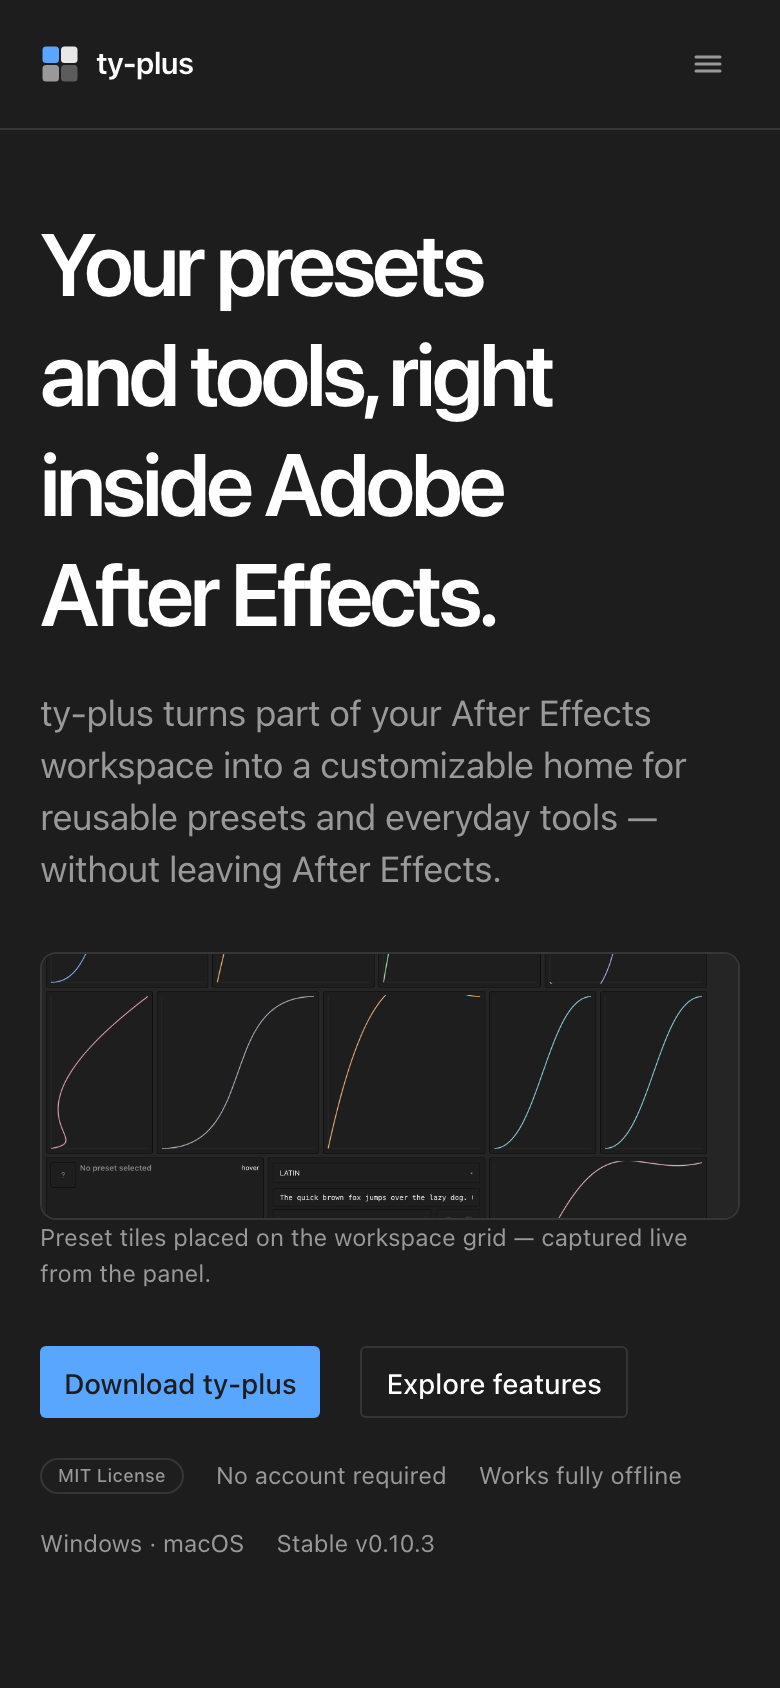 ty-plus
Your presets
and tools, right
inside Adobe
After Effects.
ty-plus turns part of your After Effects
workspace into a customizable home for
reusable presets and everyday tools —
without leaving After Effects.
?
No preset selected
hover
LATIN
The quick brown fox jumps over the lazy dog.
Preset tiles placed on the workspace grid — captured live
from the panel.
Download ty-plus
Explore features
MIT License
No account required
Works fully offline
Windows · macOS
Stable v0.10.3